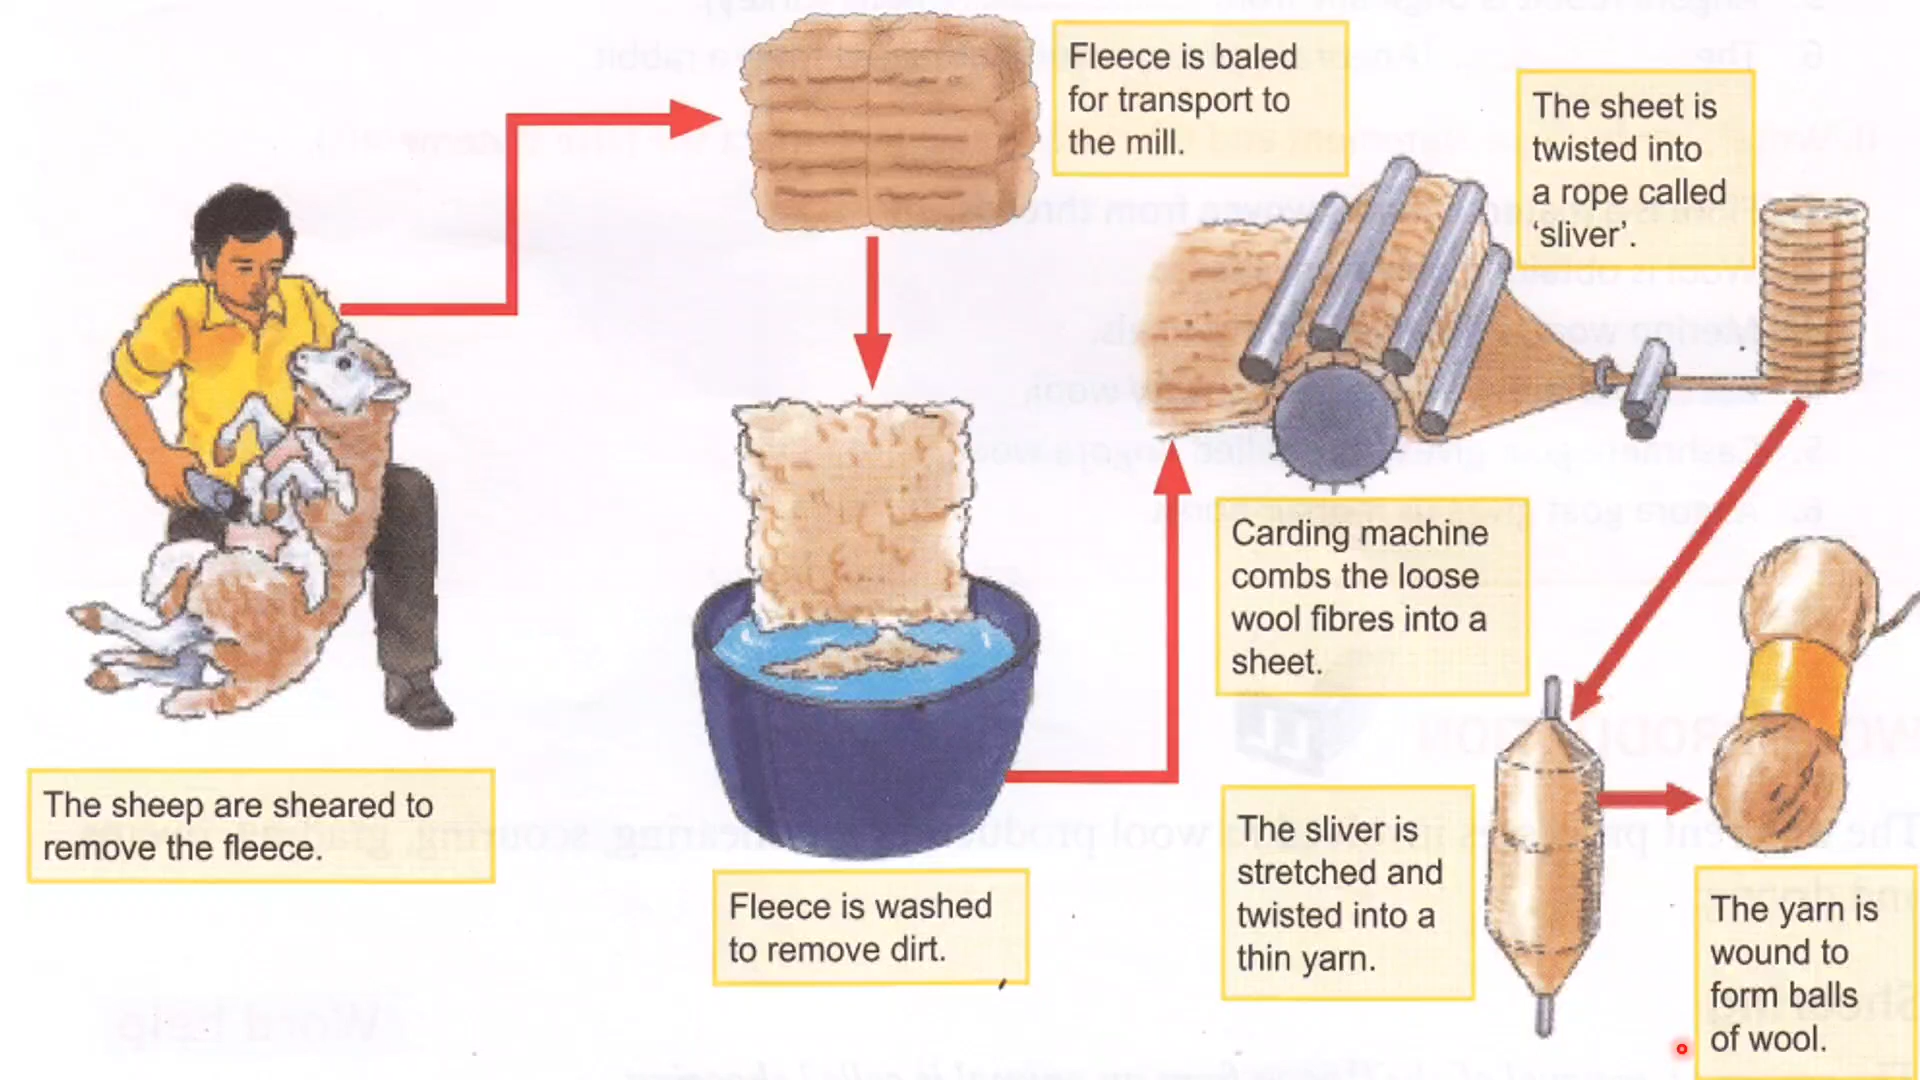 Fleece is baled
for transport to
the mill.
The sheet is
twisted into
a rope called
‘sliver’.
Carding machine
combs the loose
wool fibres into a
sheet.
The sheep are sheared to
remove the fleece.
Fleece is washed
to remove dirt.
The sliver is
stretched and
twisted into a
thin yarn.
The yarn is
wound to
form balls
of wool.